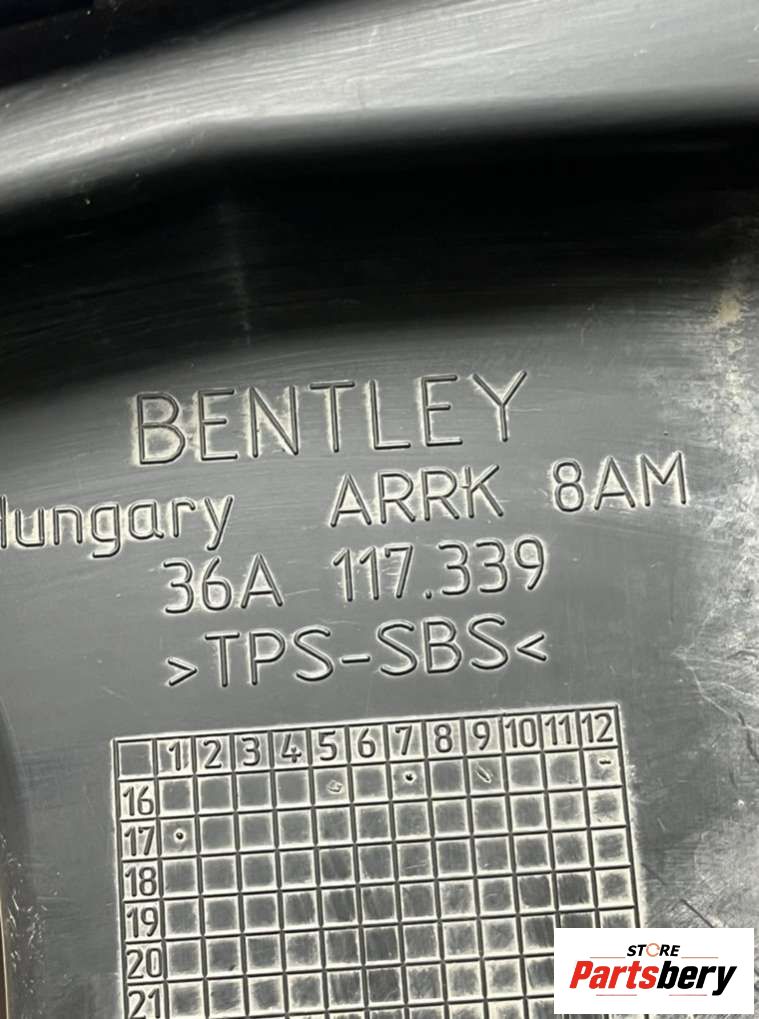 BENTLEY
Hungary ARRK 8AM
36A 117.339
>TPS-SBS<
1 2 3 4 5 6 7 8 9 10 11 12
16
17
18
19
20
21
STORE
Partsbery